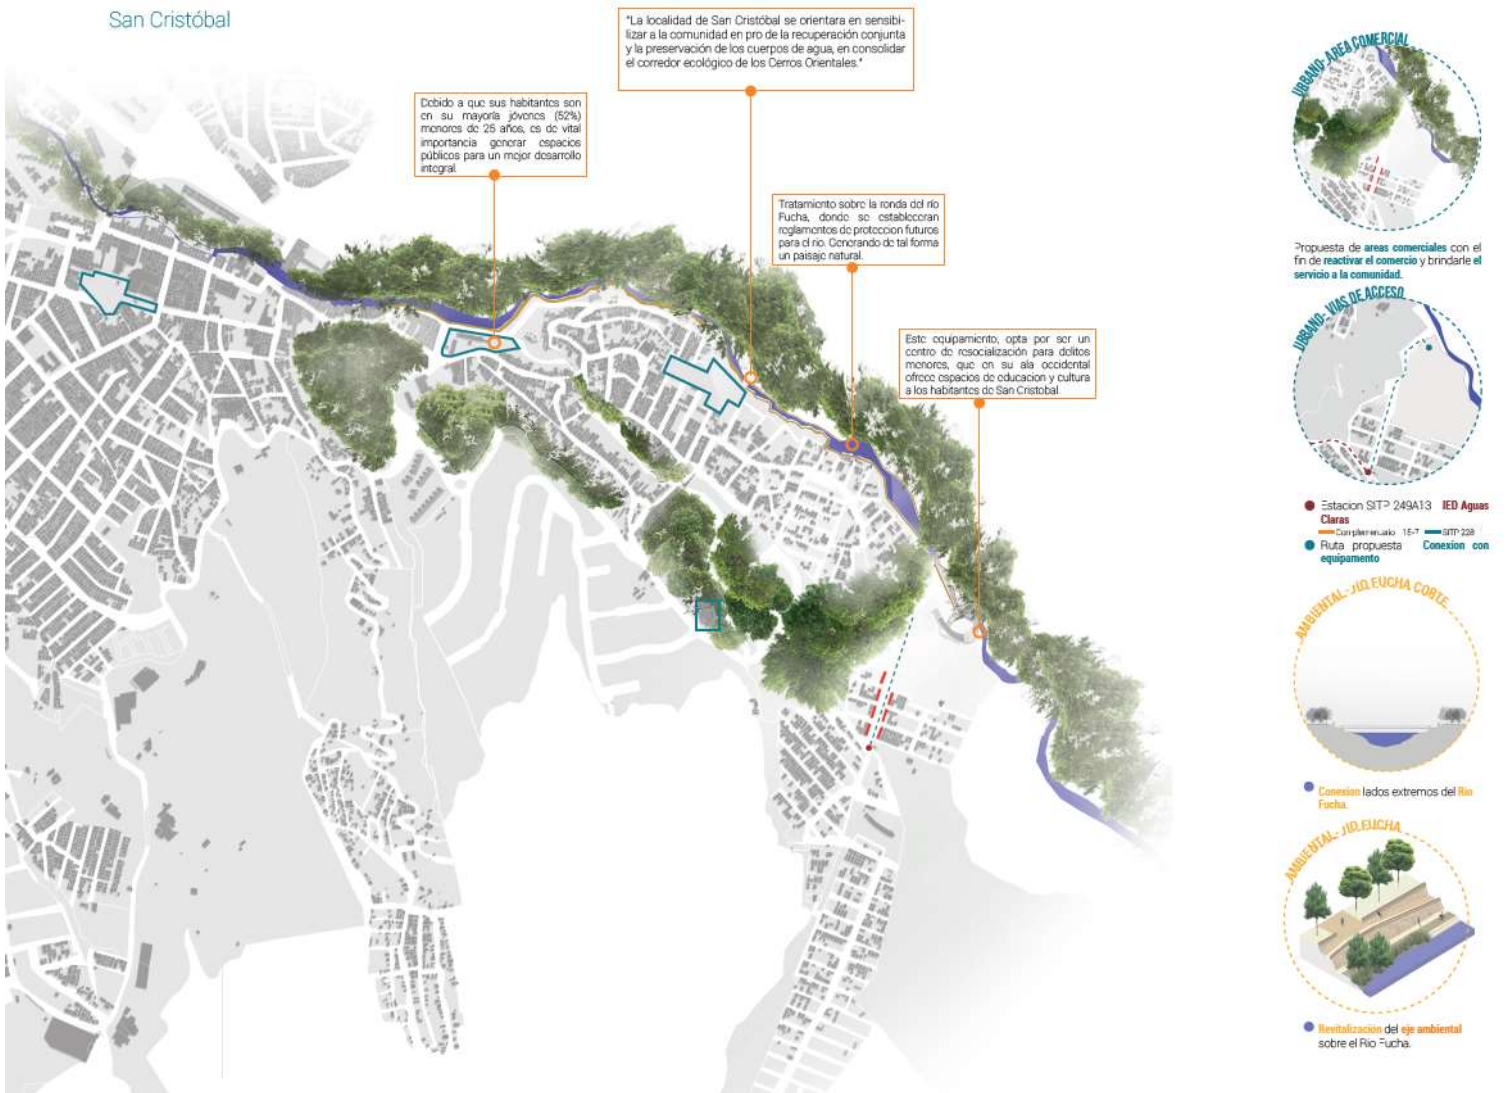 San Cristóbal
"La localidad de San Cristóbal se orientara en sensibi-
lizar a la comunidad en pro de la recuperación conjunta
y la preservación de los cuerpos de agua, en consolidar
el corredor ecológico de los Cerros Orientales."
Debido a que sus habitantes son
en su mayoría jóvenes (52%)
menores de 25 años, es de vital
importancia generar espacios
públicos para un mejor desarrollo
integral.
Tratamiento sobre la ronda del río
Fucha, donde se estableceran
reglamentos de proteccion futuros
para el rio. Generando de tal forma
un paisaje natural.
Este equipamiento, opta por ser un
centro de resocialización para delitos
menores, que en su ala occidental
ofrece espacios de educacion y cultura
a los habitantes de San Cristobal.
URBANO- AREA COMERCIAL
Propuesta de areas comerciales con el
fin de reactivar el comercio y brindarle el
servicio a la comunidad.
URBANO- VIAS DE ACCESO
Estacion SITP 249A13 IED Aguas
Claras
Complementario 15-7 SITP 228
Ruta propuesta Conexion con
equipamento
AMBIENTAL- JID, FUCHA CORTE
Conexion lados extremos del Rio
Fucha.
AMBIENTAL- JID, FUCHA
Revitalización del eje ambiental
sobre el Rio Fucha.